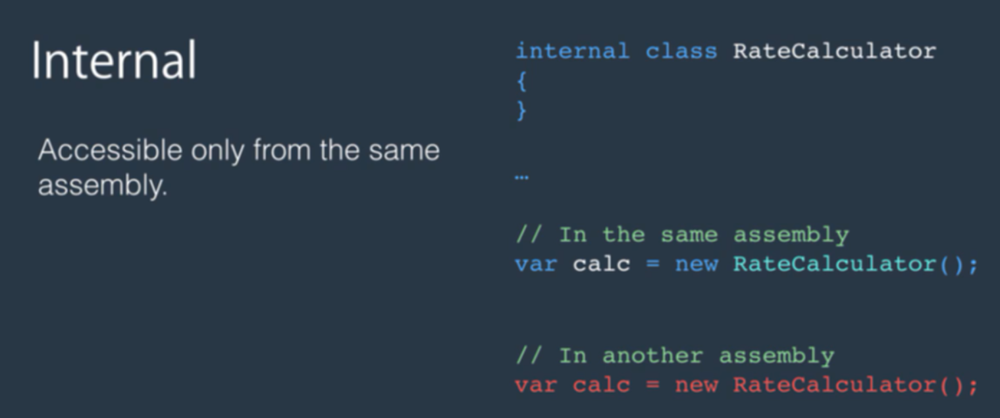 Internal
Accessible only from the same
assembly.
internal class RateCalculator
{
}
…
// In the same assembly
var calc = new RateCalculator();
// In another assembly
var calc = new RateCalculator();